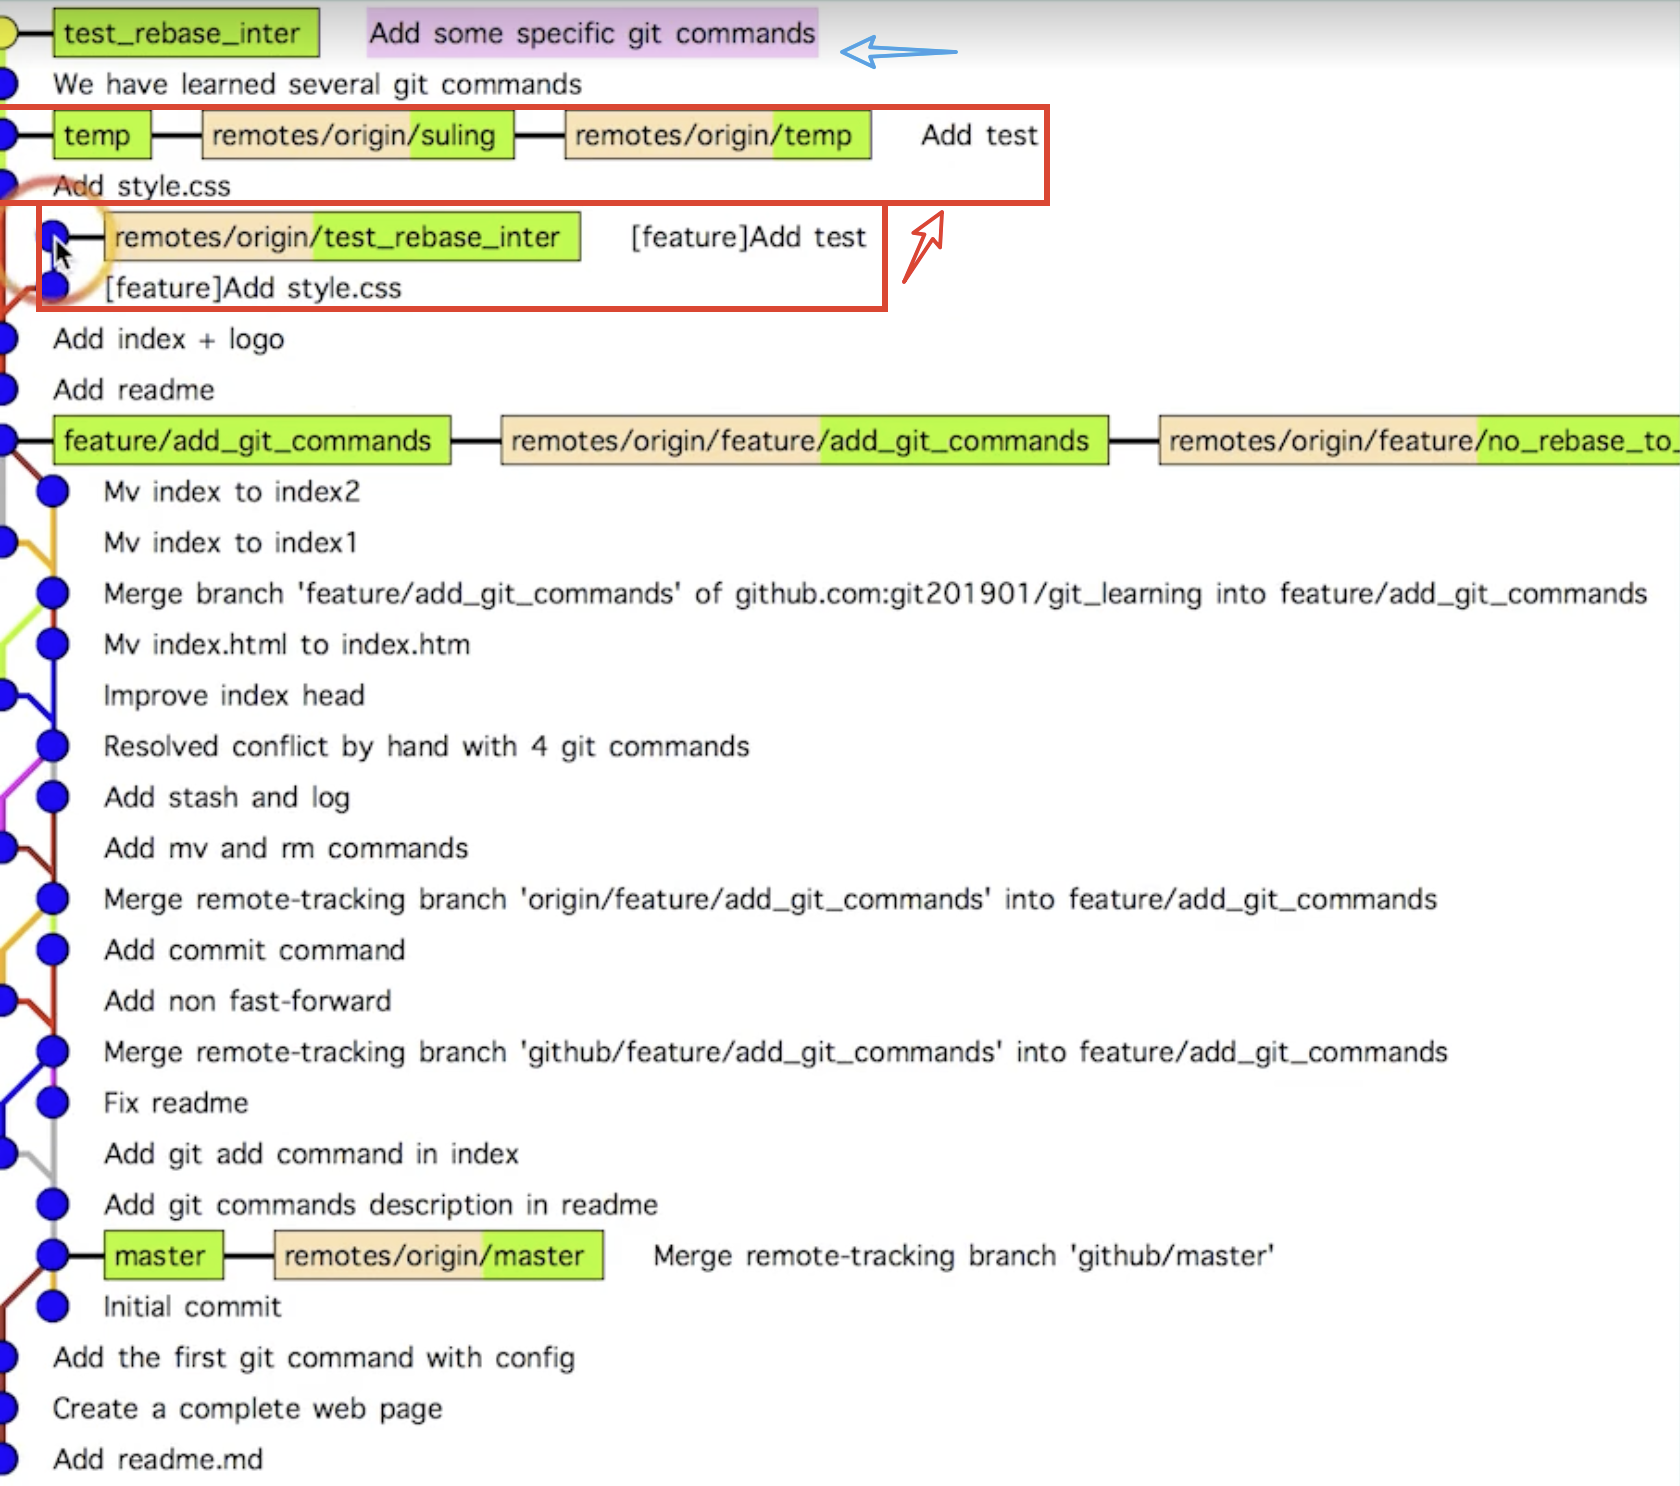 test_rebase_inter Add some specific git commands
We have learned several git commands
temp remotes/origin/suling remotes/origin/temp Add test
Add style.css
remotes/origin/test_rebase_inter [feature]Add test
[feature]Add style.css
Add index + logo
Add readme
feature/add_git_commands remotes/origin/feature/add_git_commands remotes/origin/feature/no_rebase_to_
Mv index to index2
Mv index to index1
Merge branch 'feature/add_git_commands' of github.com:git201901/git_learning into feature/add_git_commands
Mv index.html to index.htm
Improve index head
Resolved conflict by hand with 4 git commands
Add stash and log
Add mv and rm commands
Merge remote-tracking branch 'origin/feature/add_git_commands' into feature/add_git_commands
Add commit command
Add non fast-forward
Merge remote-tracking branch 'github/feature/add_git_commands' into feature/add_git_commands
Fix readme
Add git add command in index
Add git commands description in readme
master remotes/origin/master Merge remote-tracking branch 'github/master'
Initial commit
Add the first git command with config
Create a complete web page
Add readme.md